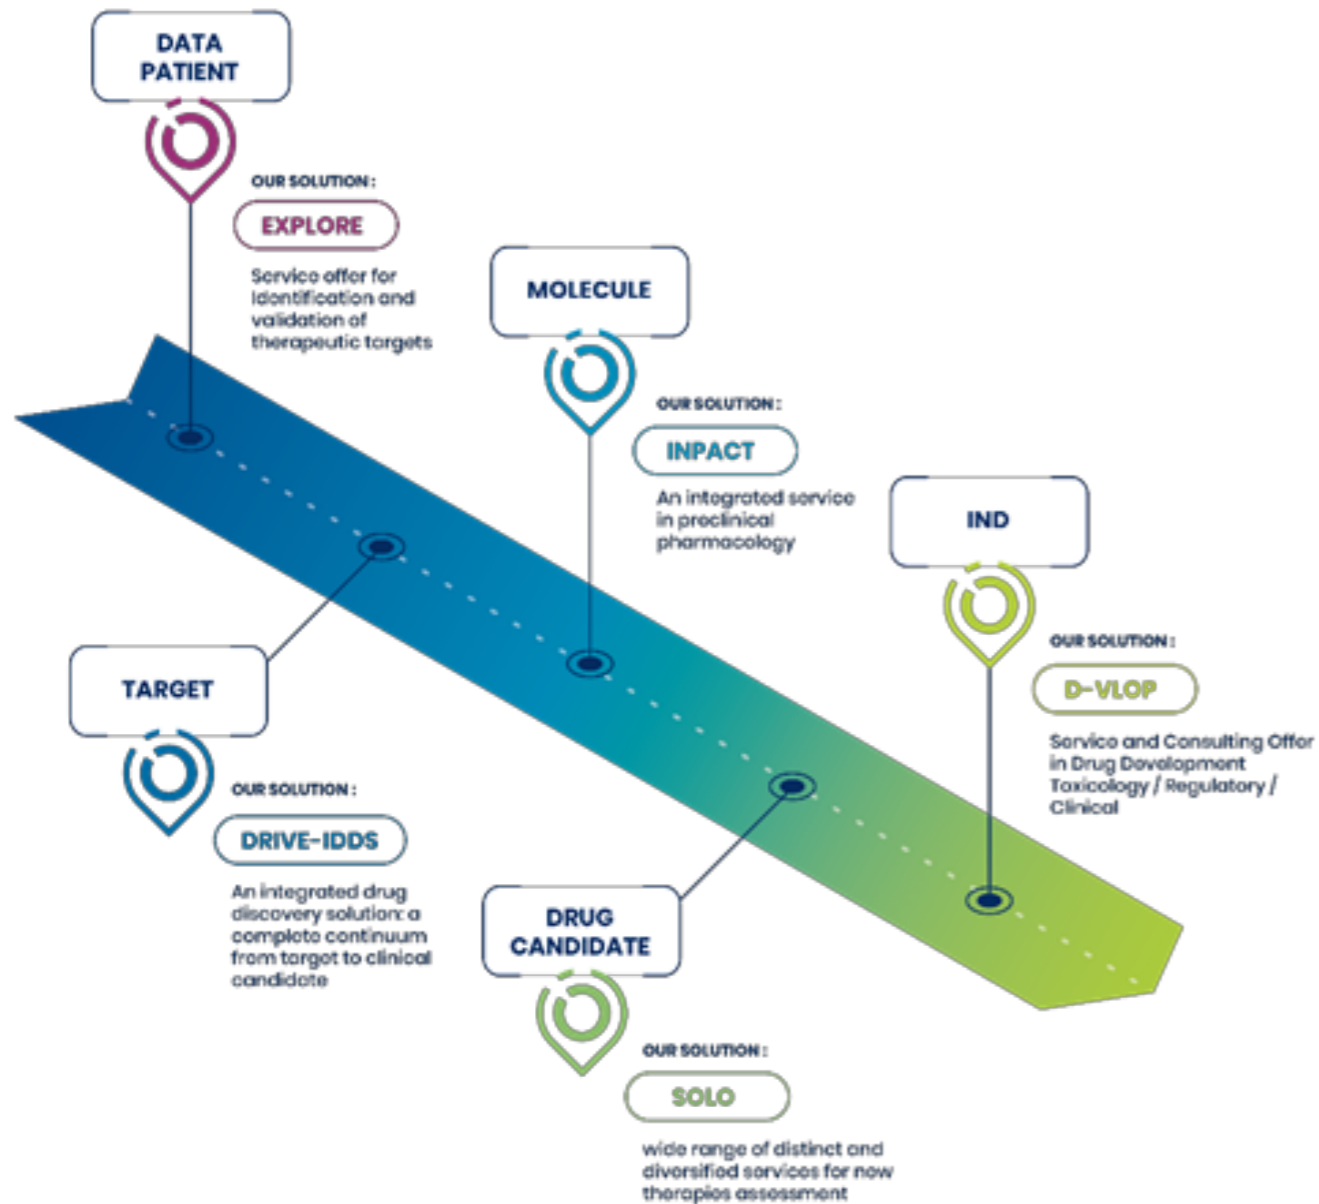 DATA
PATIENT
OUR SOLUTION :
EXPLORE
Service offer for
Identification and
validation of
therapeutic targets
MOLECULE
OUR SOLUTION :
INPACT
An integrated service
in preclinical
pharmacology
IND
OUR SOLUTION :
D-VLOP
Service and Consulting Offer
in Drug Development
Toxicology / Regulatory /
Clinical
TARGET
OUR SOLUTION :
DRIVE-IDDS
An integrated drug
discovery solution: a
complete continuum
from target to clinical
candidate
DRUG
CANDIDATE
OUR SOLUTION :
SOLO
wide range of distinct and
diversified services for new
therapies assessment